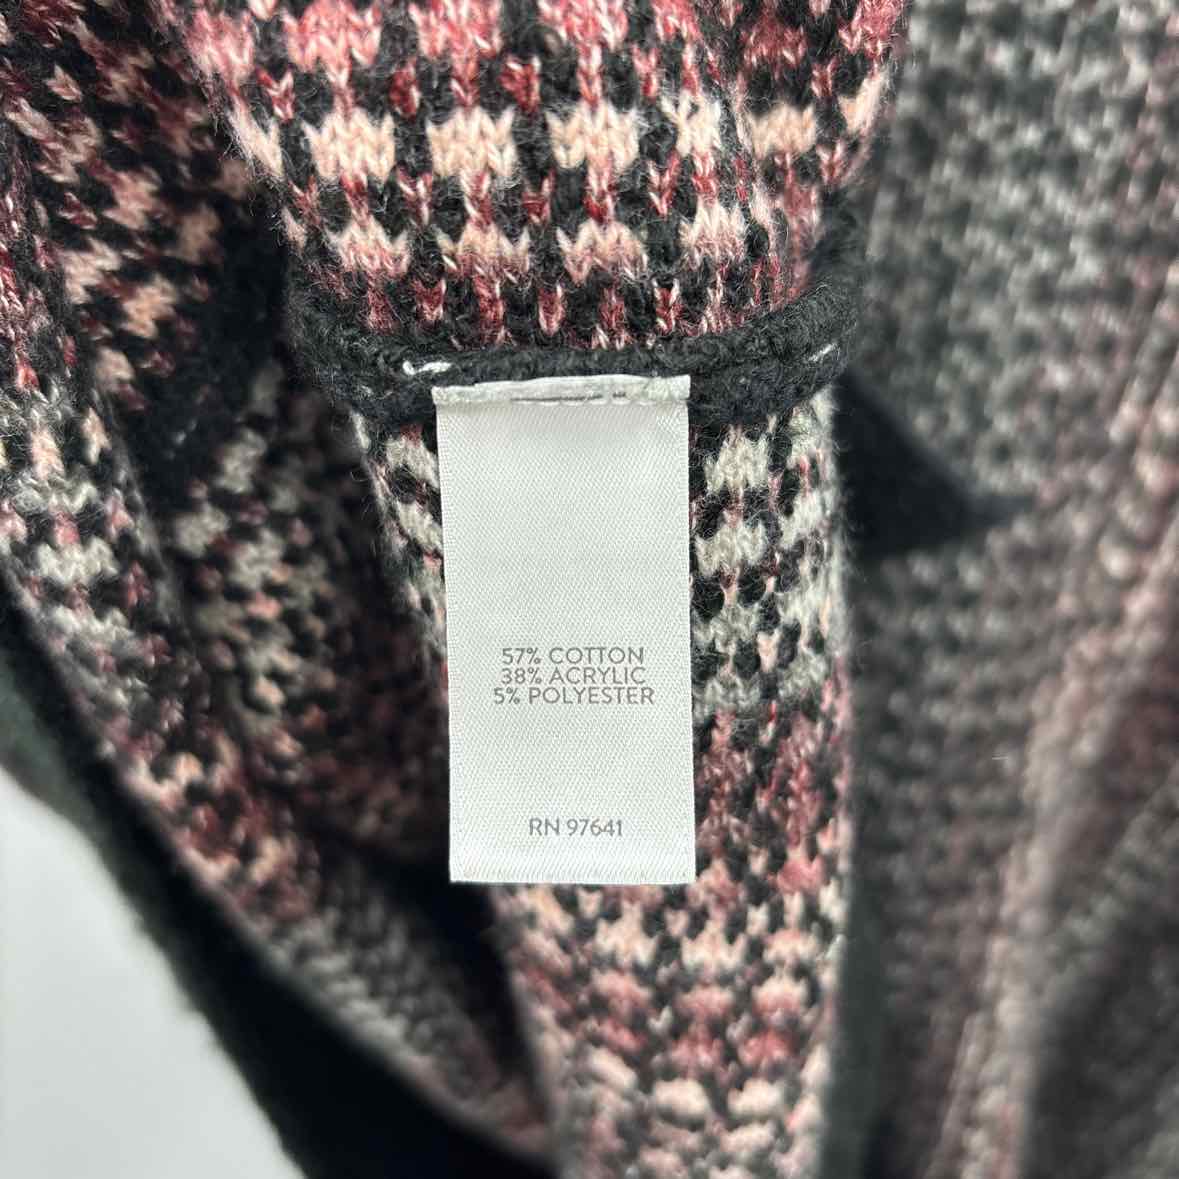 57% COTTON
38% ACRYLIC
5% POLYESTER
RN 97641